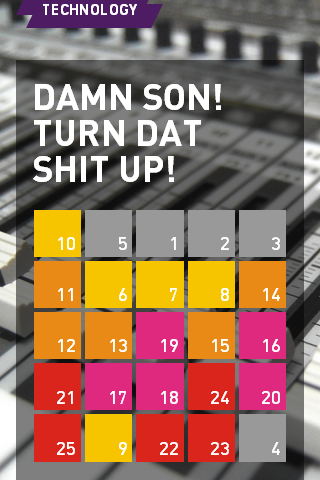 TECHNOLOGY
DAMN SON!
TURN DAT
SHIT UP!
10 5 1 2 3
11 6 7 8 14
12 13 19 15 16
21 17 18 24 20
25 9 22 23 4